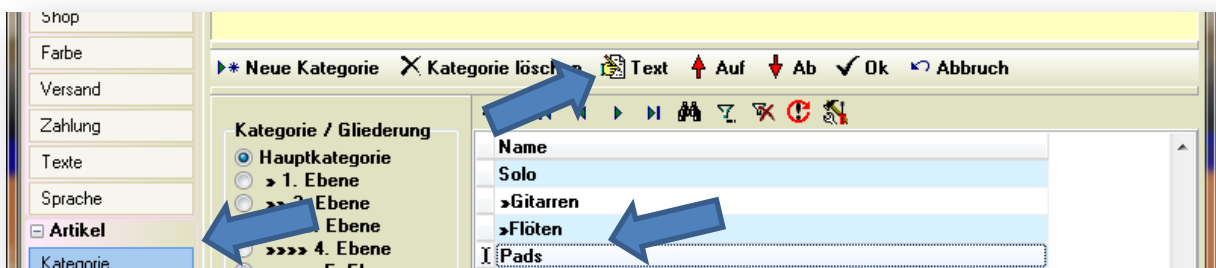 Shop
Farbe
Versand
Zahlung
Texte
Sprache
Artikel
Kategorie
Neue Kategorie Kategorie löschen Text Auf Ab Ok Abbruch
Kategorie / Gliederung
Hauptkategorie
» 1. Ebene
Ebene
Ebene
»»»» 4. Ebene
Name
Solo
»Gitarren
»Flöten
Pads